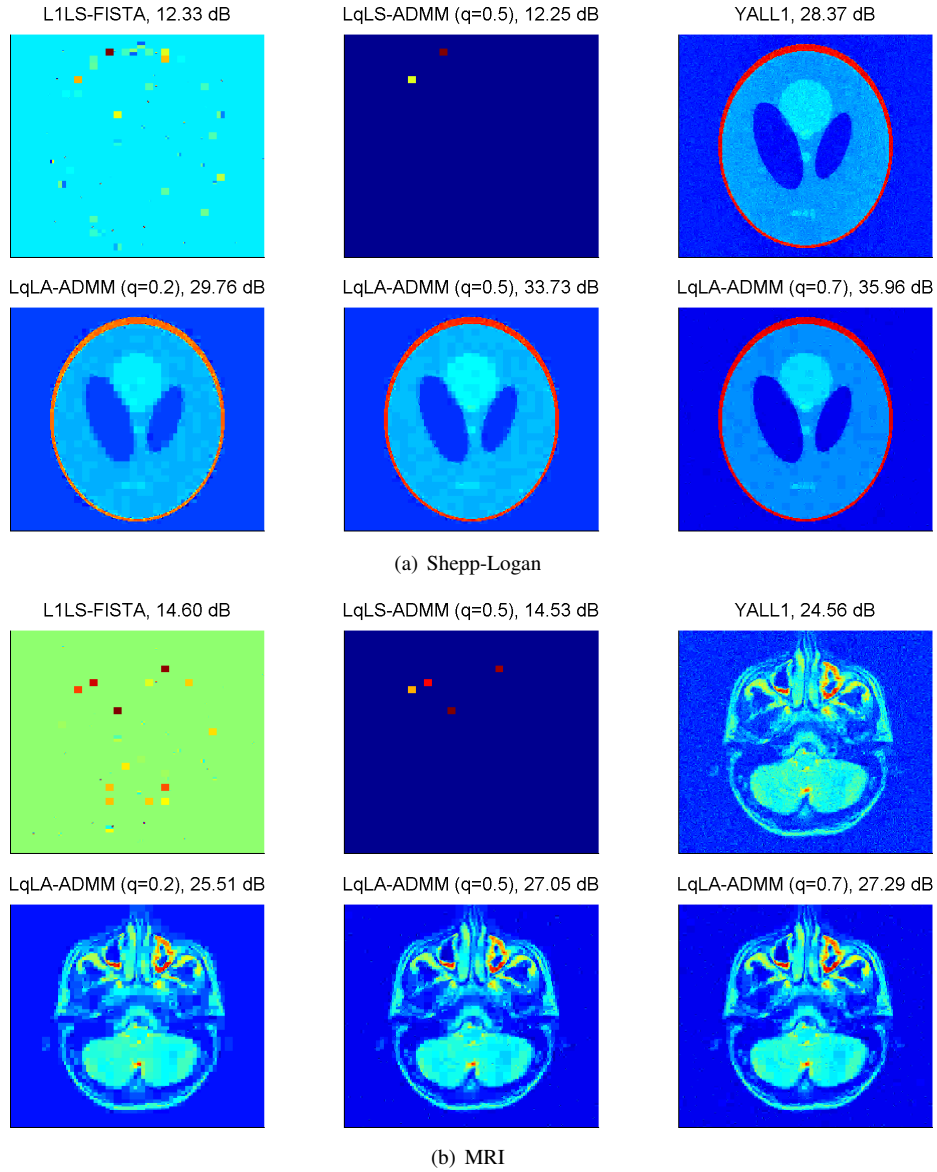 L1LS-FISTA, 12.33 dB
LqLS-ADMM (q=0.5), 12.25 dB
YALL1, 28.37 dB
LqLA-ADMM (q=0.2), 29.76 dB
LqLA-ADMM (q=0.5), 33.73 dB
LqLA-ADMM (q=0.7), 35.96 dB
(a) Shepp-Logan
L1LS-FISTA, 14.60 dB
LqLS-ADMM (q=0.5), 14.53 dB
YALL1, 24.56 dB
LqLA-ADMM (q=0.2), 25.51 dB
LqLA-ADMM (q=0.5), 27.05 dB
LqLA-ADMM (q=0.7), 27.29 dB
(b) MRI